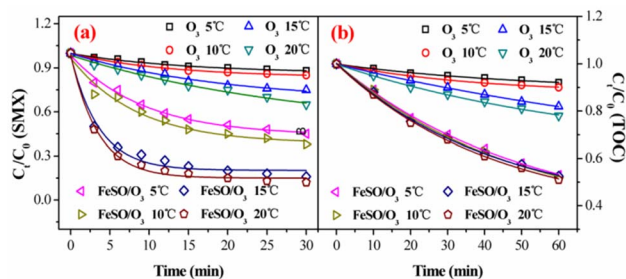 (a)
O3 5℃ O3 15℃
O3 10℃ O3 20℃
Ct/C0 (SMX)
1.2
0.9
0.6
0.3
0.0
FeSO/O3 5℃ FeSO/O3 15℃
FeSO/O3 10℃ FeSO/O3 20℃
0 5 10 15 20 25 30
Time (min)
(b)
O3 5℃ O3 15℃
O3 10℃ O3 20℃
1.2
1.0
0.8
0.6
0.4
Ct/C0 (TOC)
FeSO/O3 5℃ FeSO/O3 15℃
FeSO/O3 10℃ FeSO/O3 20℃
0 10 20 30 40 50 60
Time (min)